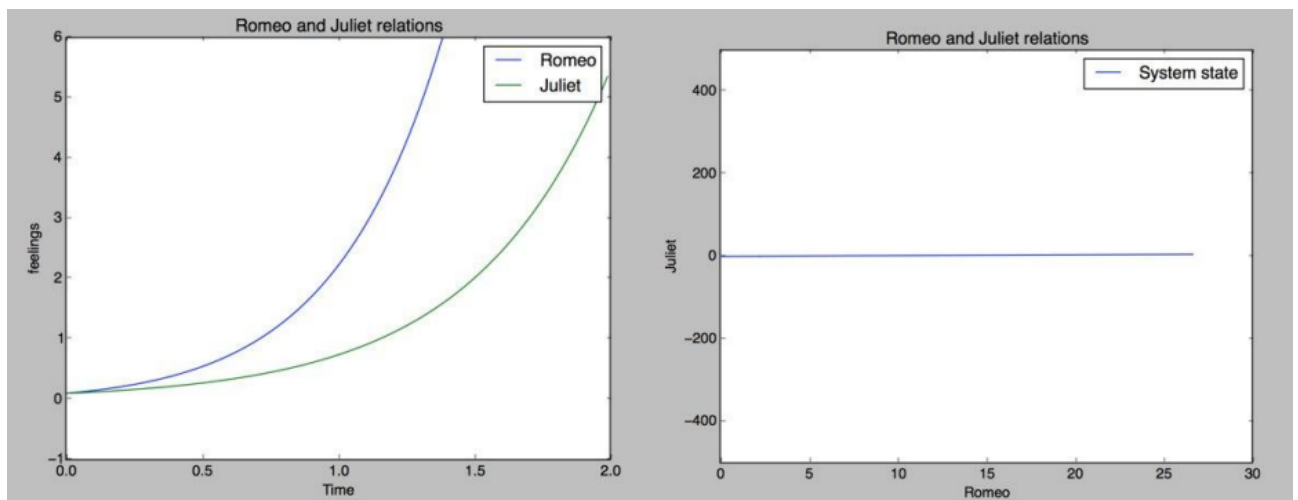 Romeo and Juliet relations
6
5
4
3
2
1
0
−1
feelings
Romeo
Juliet
0.0 0.5 1.0 1.5 2.0
Time
Romeo and Juliet relations
400
200
0
−200
−400
Juliet
System state
0 5 10 15 20 25 30
Romeo